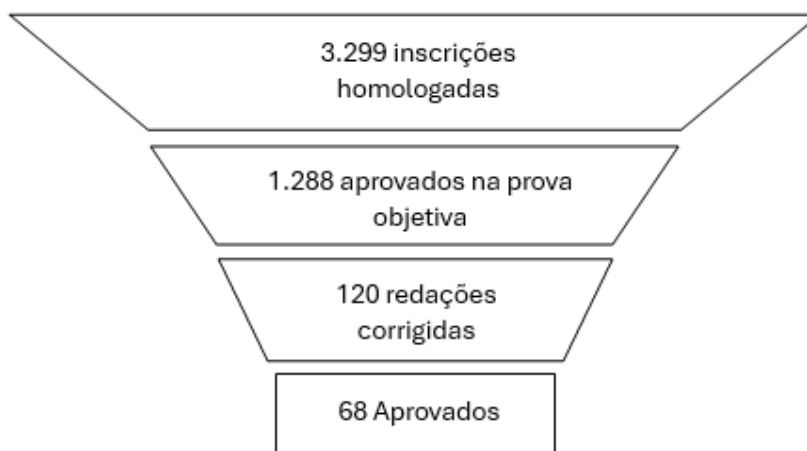 3.299 inscrições
homologadas
1.288 aprovados na prova
objetiva
120 redações
corrigidas
68 Aprovados